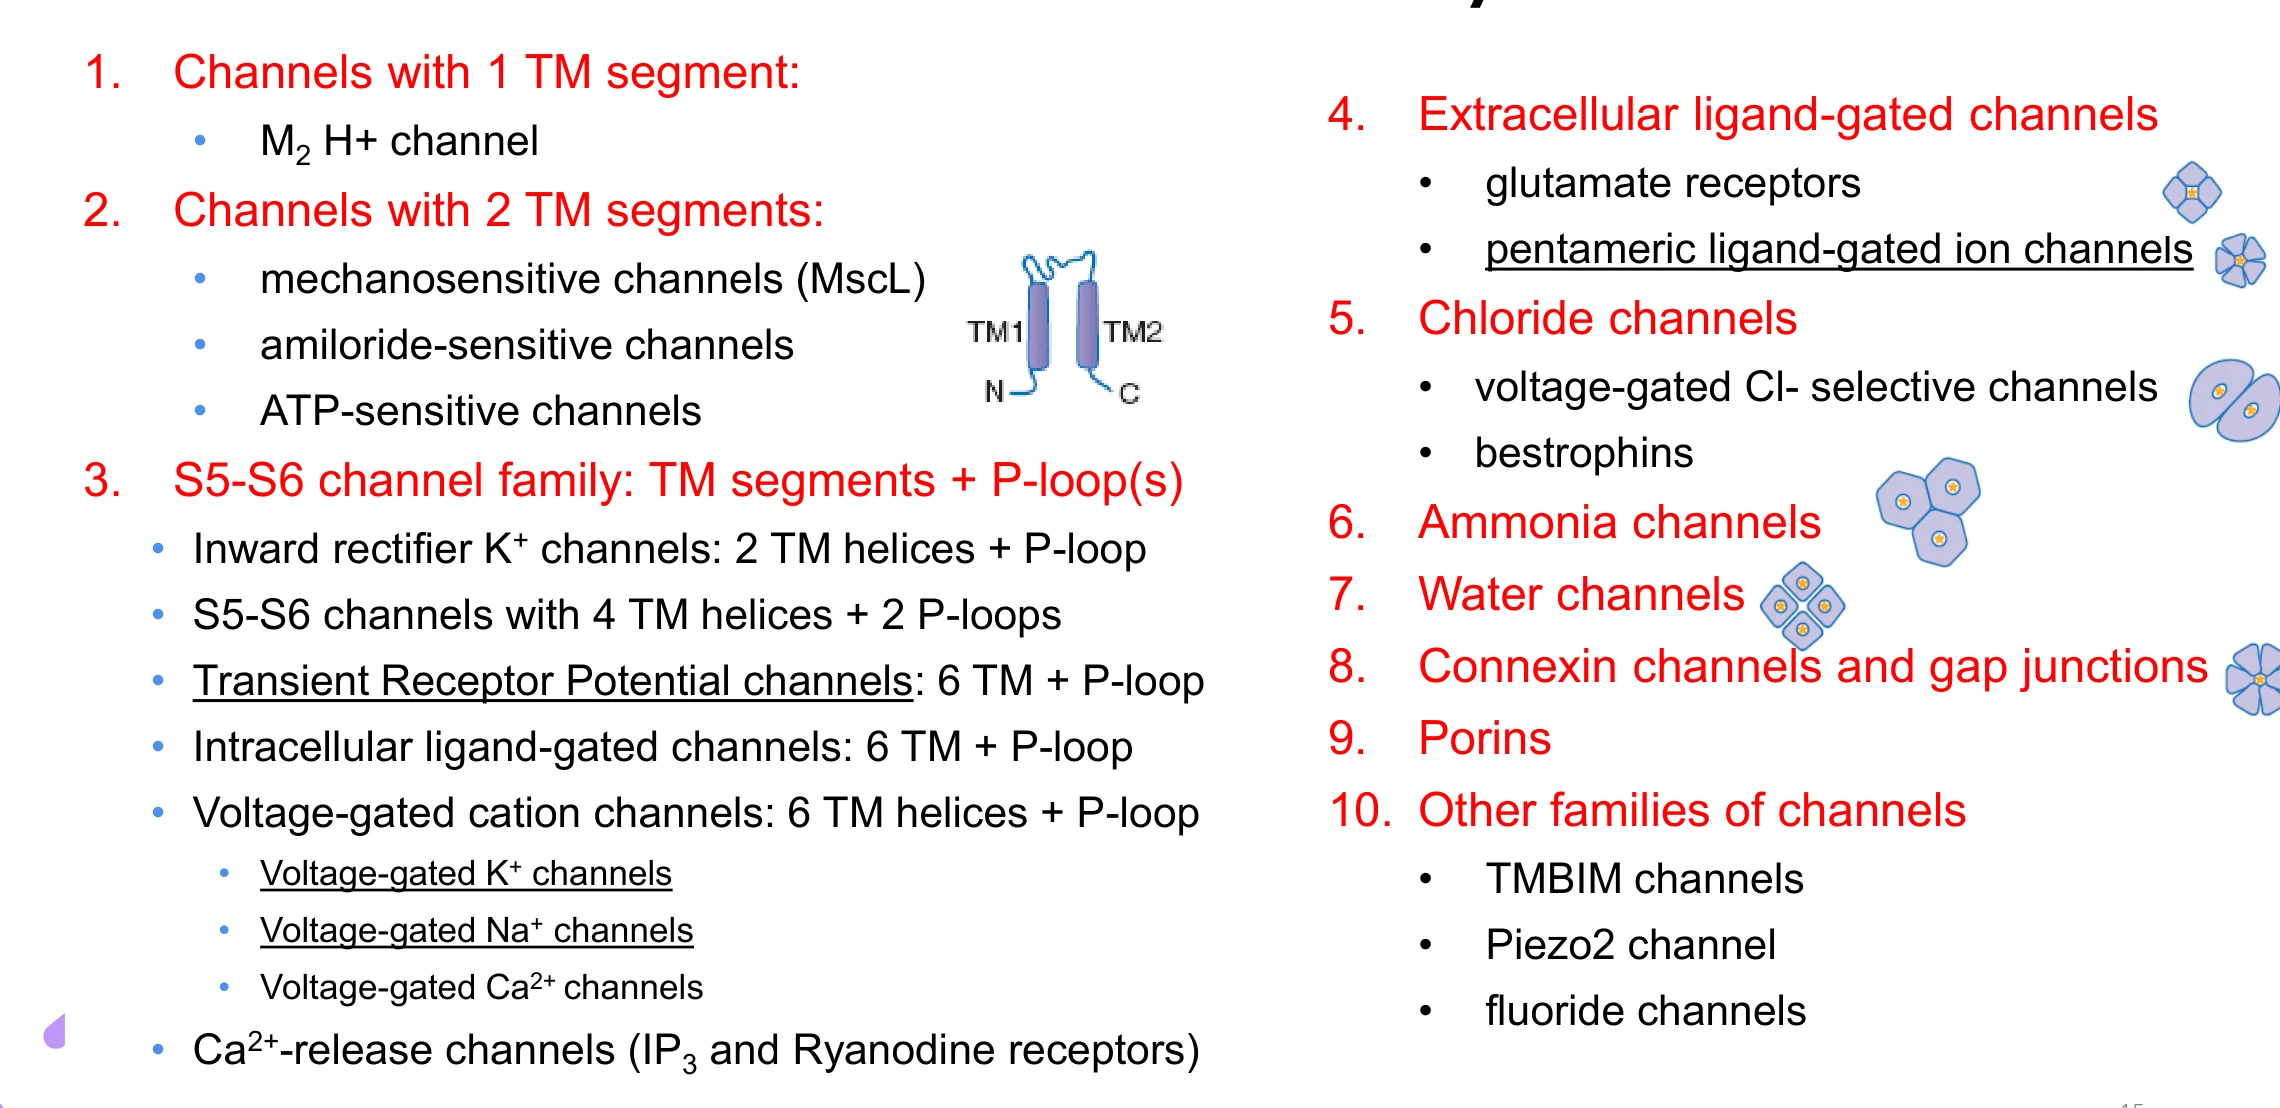 1. Channels with 1 TM segment:
• M₂ H+ channel
2. Channels with 2 TM segments:
• mechanosensitive channels (MscL)
• amiloride-sensitive channels
• ATP-sensitive channels
TM1 TM2
N C
3. S5-S6 channel family: TM segments + P-loop(s)
• Inward rectifier K⁺ channels: 2 TM helices + P-loop
• S5-S6 channels with 4 TM helices + 2 P-loops
• Transient Receptor Potential channels: 6 TM + P-loop
• Intracellular ligand-gated channels: 6 TM + P-loop
• Voltage-gated cation channels: 6 TM helices + P-loop
• Voltage-gated K⁺ channels
• Voltage-gated Na⁺ channels
• Voltage-gated Ca²⁺ channels
• Ca²⁺-release channels (IP₃ and Ryanodine receptors)
4. Extracellular ligand-gated channels
• glutamate receptors
• pentameric ligand-gated ion channels
5. Chloride channels
• voltage-gated Cl- selective channels
• bestrophins
6. Ammonia channels
7. Water channels
8. Connexin channels and gap junctions
9. Porins
10. Other families of channels
• TMBIM channels
• Piezo2 channel
• fluoride channels